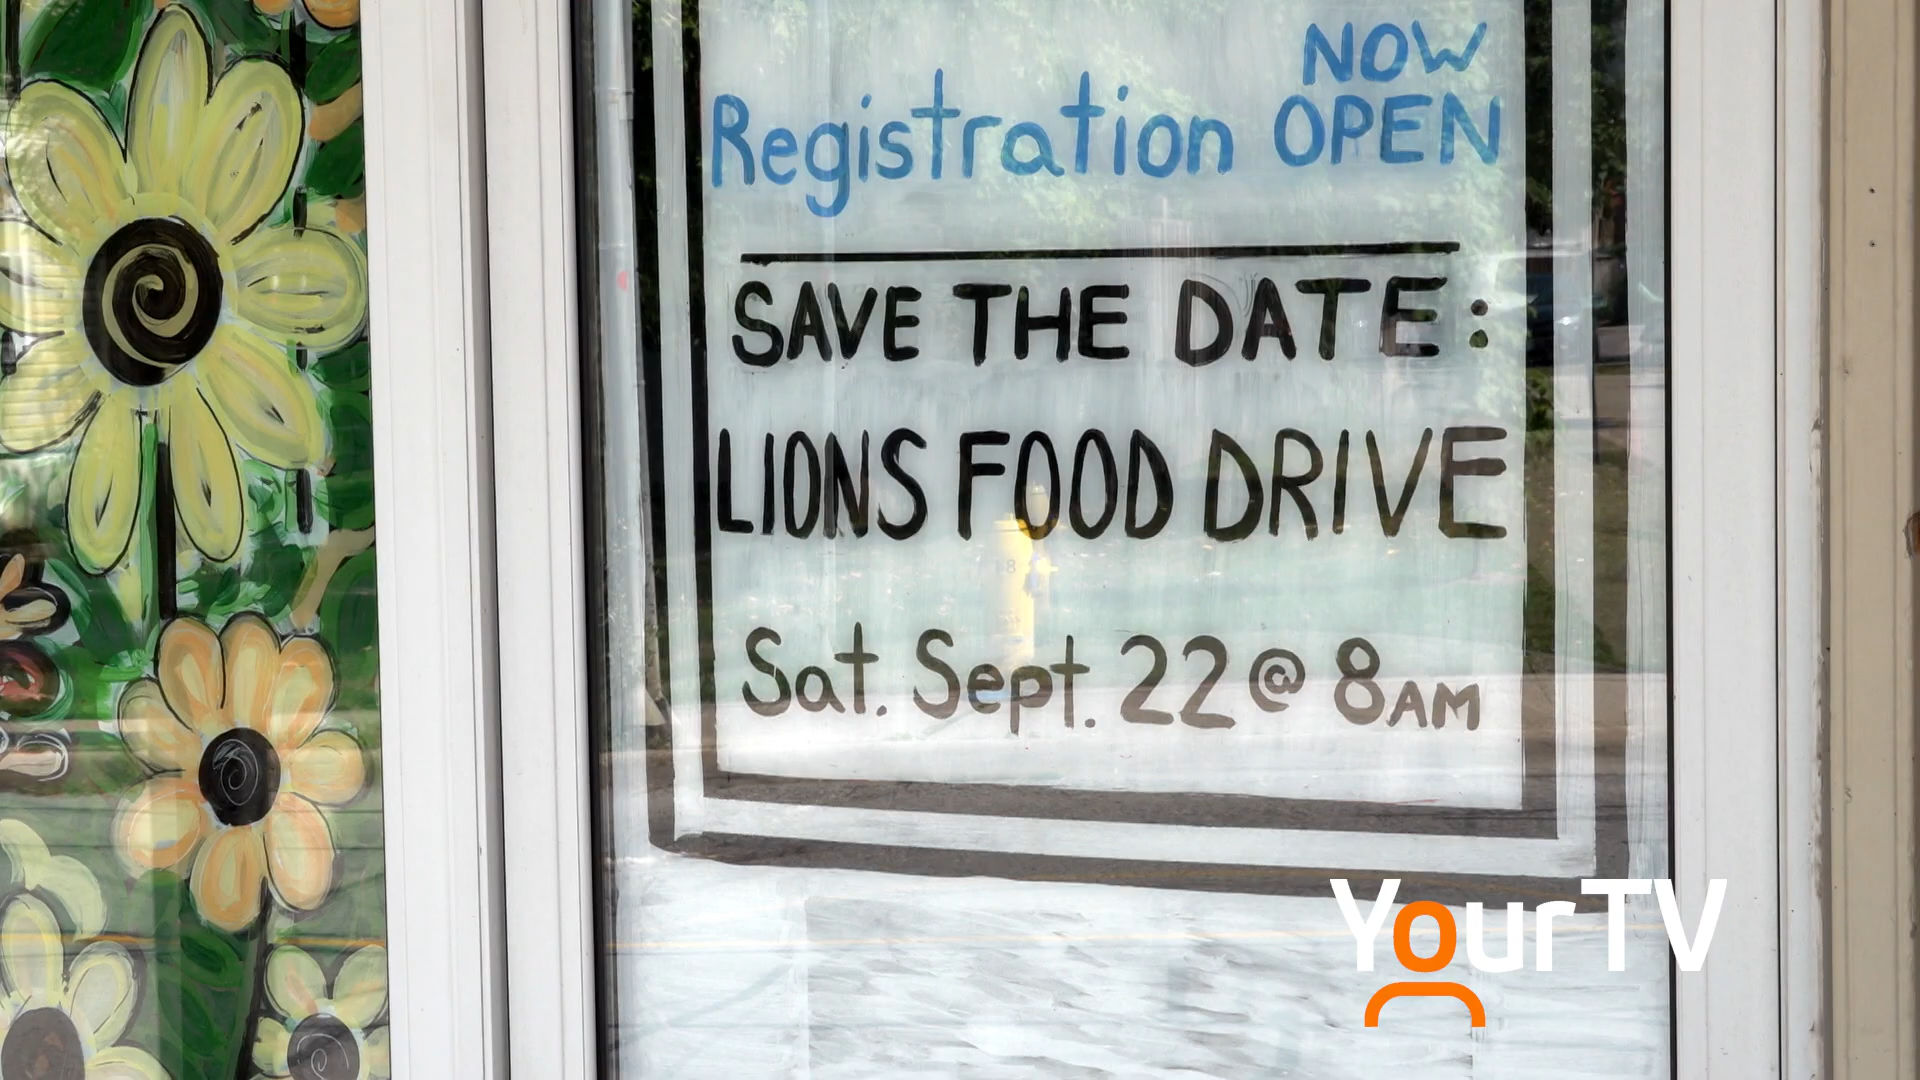 NOW
Registration OPEN
SAVE THE DATE:
LIONS FOOD DRIVE
Sat. Sept. 22 @ 8AM
YourTV